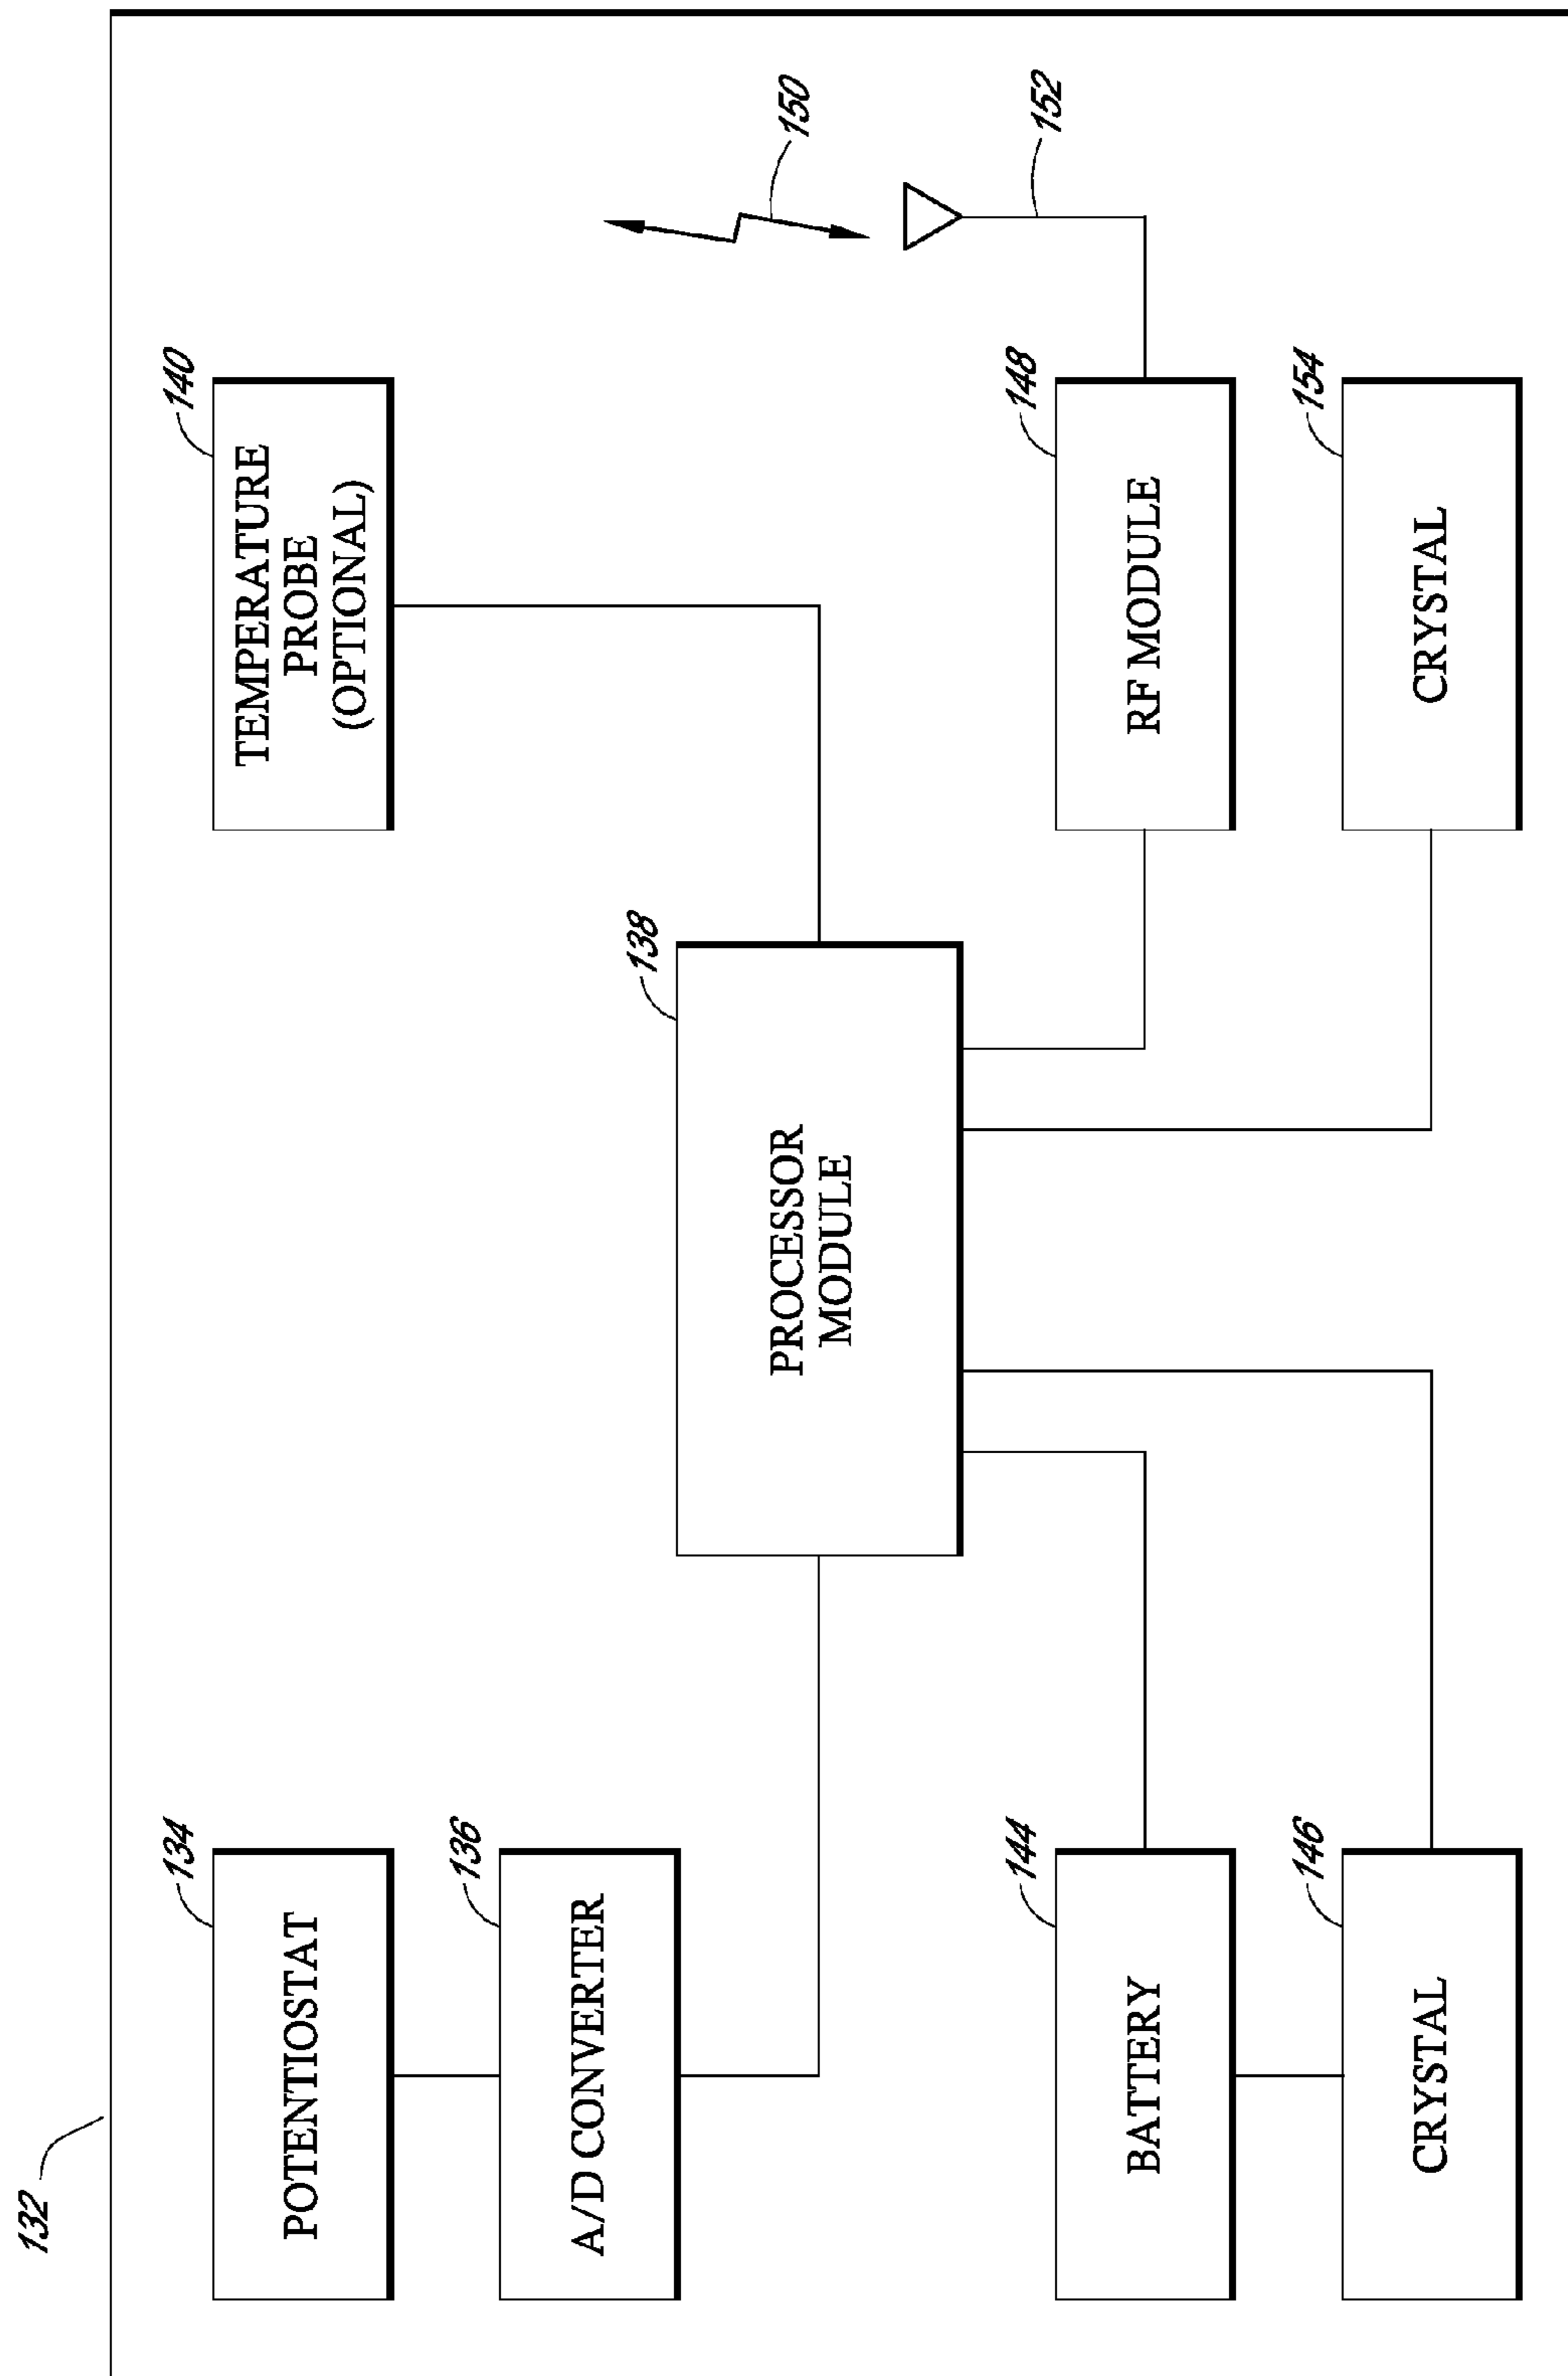 132
134
POTENTIOSTAT
136
A/D CONVERTER
138
PROCESSOR
MODULE
140
TEMPERATURE
PROBE
(OPTIONAL)
150
152
144
BATTERY
146
CRYSTAL
148
RF MODULE
154
CRYSTAL